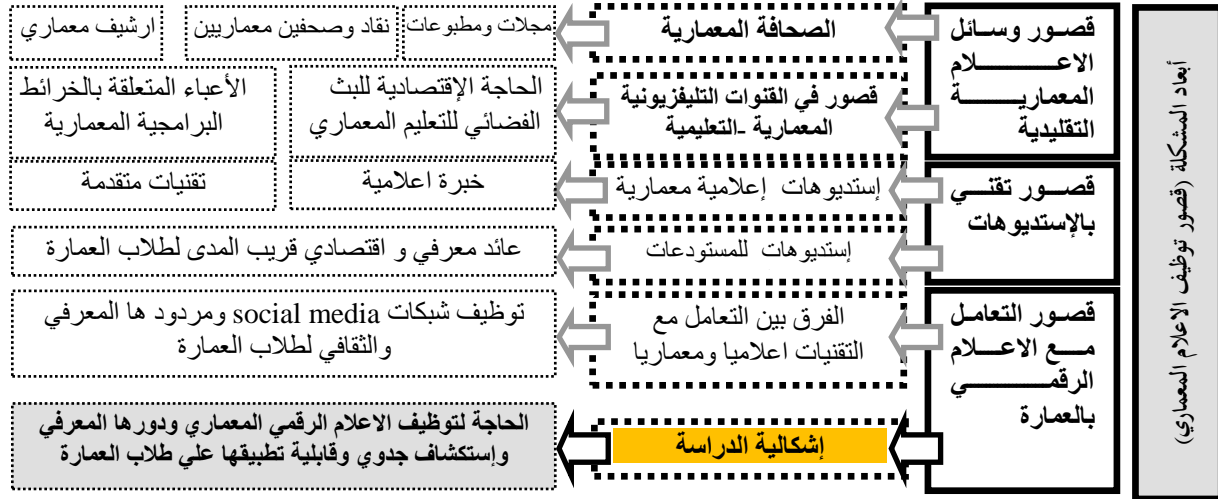 أبعاد المشكلة (قصور توظيف الاعلام المعماري)
قصور وسائل
الاعلام
المعمارية
التقليدية
الصحافة المعمارية
مجلات ومطبوعات
نقاد وصحفين معماريين
ارشيف معماري
قصور في القنوات التليفزيونية
المعمارية -التعليمية
الحاجة الإقتصادية للبث
الفضائي للتعليم المعماري
الأعباء المتعلقة بالخرائط
البرامجية المعمارية
قصور تقني
بالإستديوهات
إستديوهات إعلامية معمارية
خبرة اعلامية
تقنيات متقدمة
إستديوهات للمستودعات
عائد معرفي و اقتصادي قريب المدى لطلاب العمارة
قصور التعامل
مع الاعلام
الرقمي
بالعمارة
الفرق بين التعامل مع
التقنيات اعلاميا ومعماريا
توظيف شبكات social media ومردود ها المعرفي
والثقافي لطلاب العمارة
إشكالية الدراسة
الحاجة لتوظيف الاعلام الرقمي المعماري ودورها المعرفي
وإستكشاف جدوي وقابلية تطبيقها علي طلاب العمارة